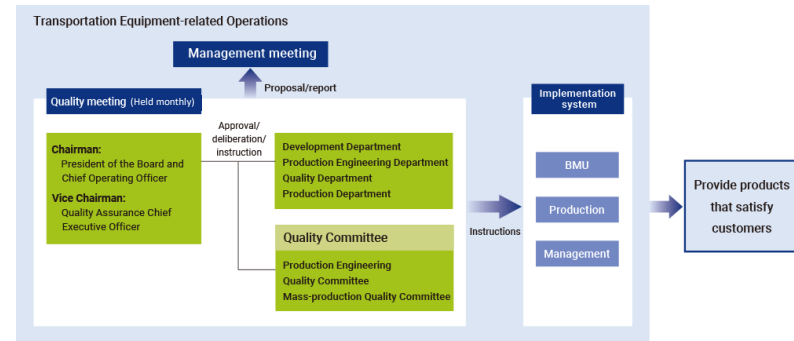 Transportation Equipment-related Operations
Management meeting
Proposal/report
Quality meeting (Held monthly)
Chairman:
President of the Board and
Chief Operating Officer
Vice Chairman:
Quality Assurance Chief
Executive Officer
Approval/
deliberation/
instruction
Development Department
Production Engineering Department
Quality Department
Production Department
Quality Committee
Production Engineering
Quality Committee
Mass-production Quality Committee
Instructions
Implementation
system
BMU
Production
Management
Provide products
that satisfy
customers